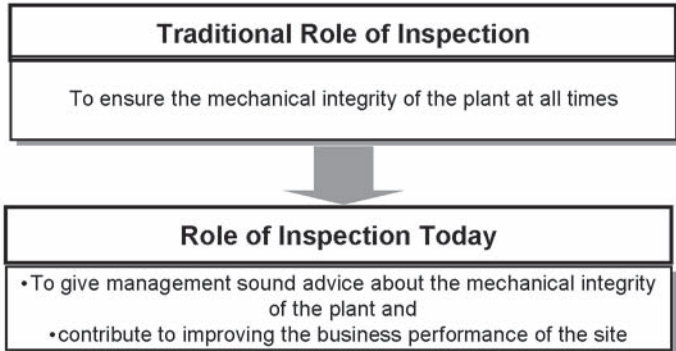 Traditional Role of Inspection
To ensure the mechanical integrity of the plant at all times
Role of Inspection Today
•To give management sound advice about the mechanical integrity
of the plant and
•contribute to improving the business performance of the site